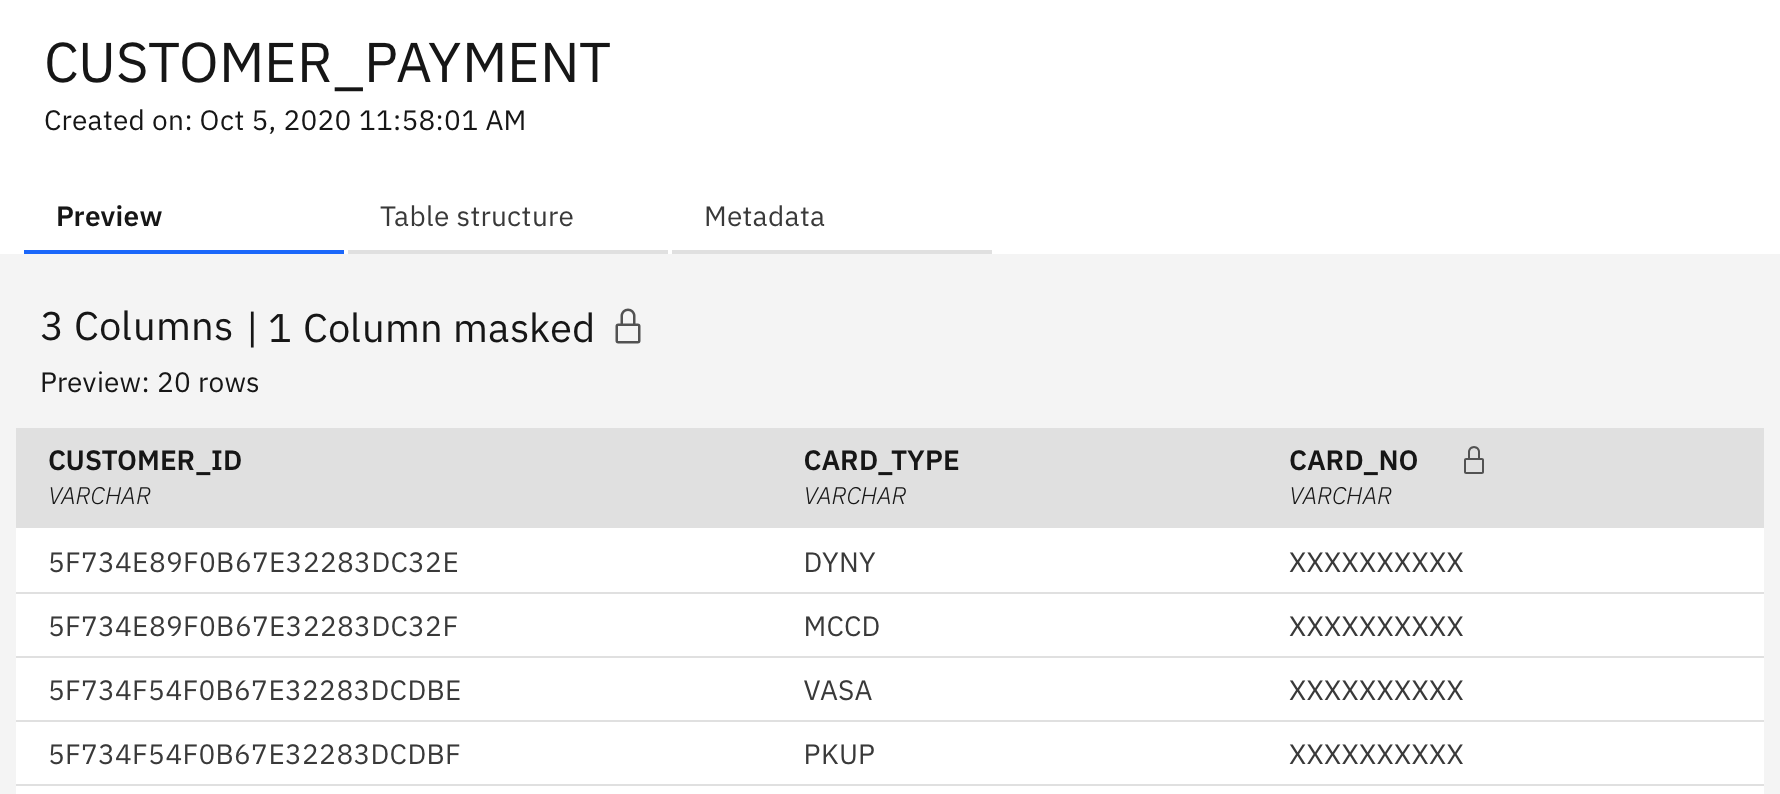 CUSTOMER_PAYMENT
Created on: Oct 5, 2020 11:58:01 AM
Preview Table structure Metadata
3 Columns | 1 Column masked
Preview: 20 rows
CUSTOMER_ID CARD_TYPE CARD_NO
VARCHAR VARCHAR VARCHAR
5F734E89F0B67E32283DC32E DYNY XXXXXXXXXX
5F734E89F0B67E32283DC32F MCCD XXXXXXXXXX
5F734F54F0B67E32283DCDBE VASA XXXXXXXXXX
5F734F54F0B67E32283DCDBF PKUP XXXXXXXXXX